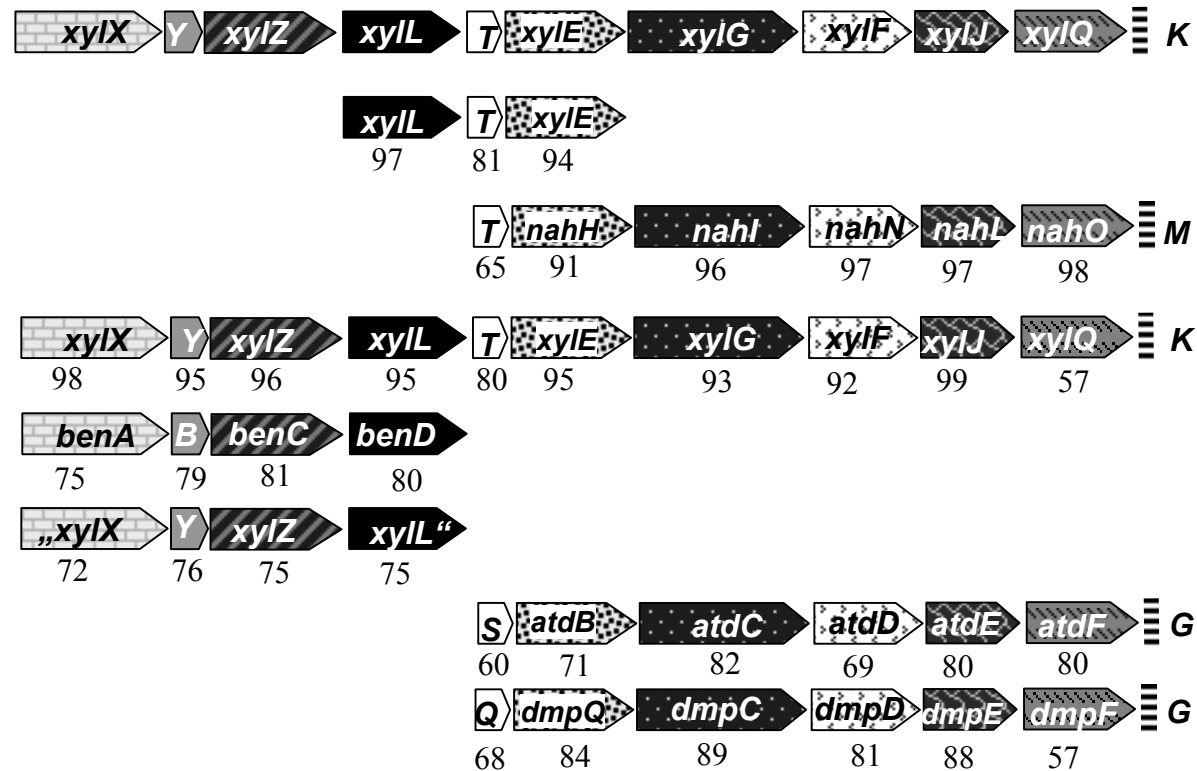 xylX Y xylZ xylL T xylE xylG xylF xylJ xylQ K
xylL T xylE
97 81 94
T nahH nahI nahN nahL nahO M
65 91 96 97 97 98
xylX Y xylZ xylL T xylE xylG xylF xylJ xylQ K
98 95 96 95 80 95 93 92 99 57
benA B benC benD
75 79 81 80
„xylX Y xylZ xylL“
72 76 75 75
S atdB atdC atdD atdE atdF G
60 71 82 69 80 80
Q dmpQ dmpC dmpD dmpE dmpF G
68 84 89 81 88 57